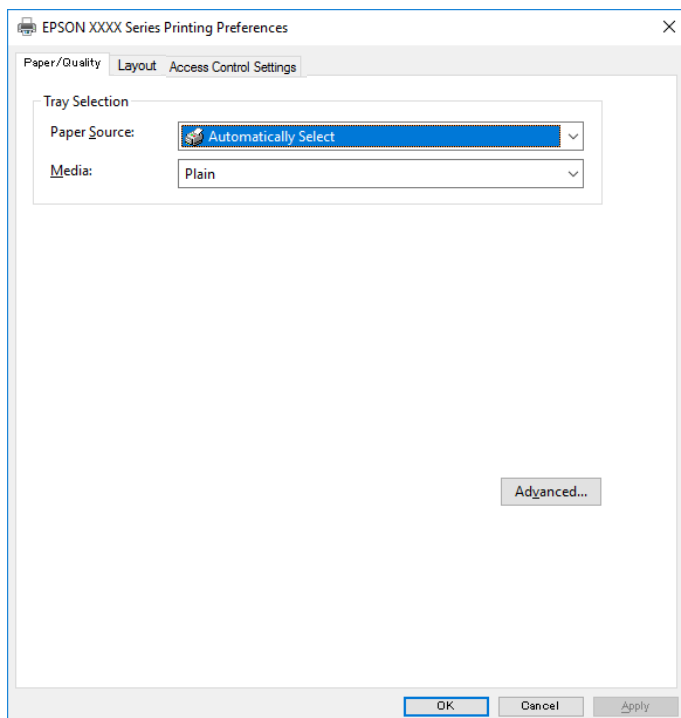 EPSON XXXX Series Printing Preferences
Paper/Quality Layout Access Control Settings
Tray Selection
Paper Source: Automatically Select
Media: Plain
Advanced...
OK Cancel Apply